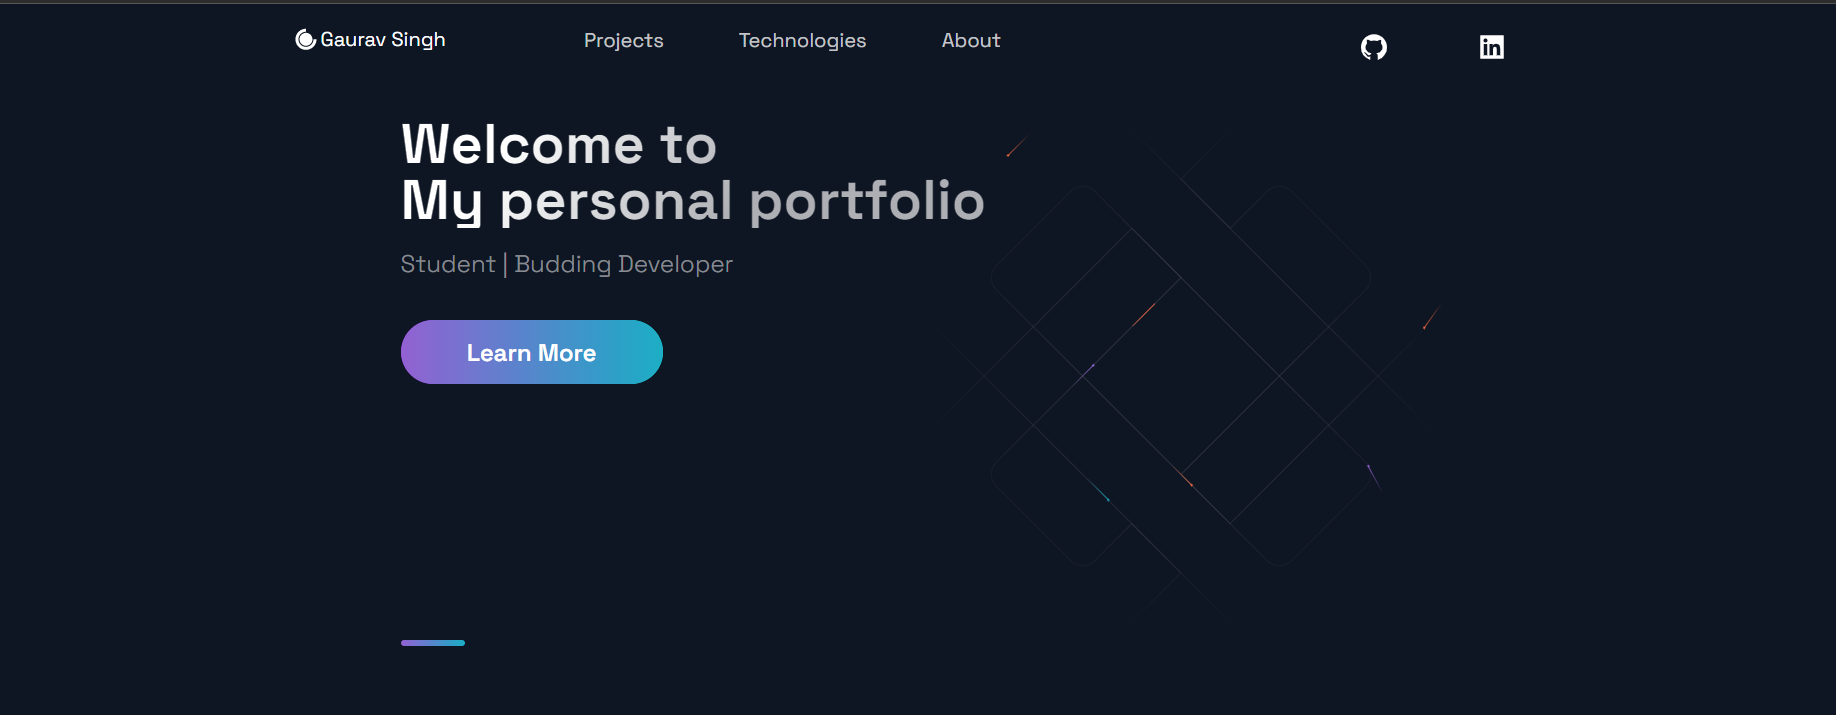 Gaurav Singh
Projects
Technologies
About
Welcome to
My personal portfolio
Student | Budding Developer
Learn More